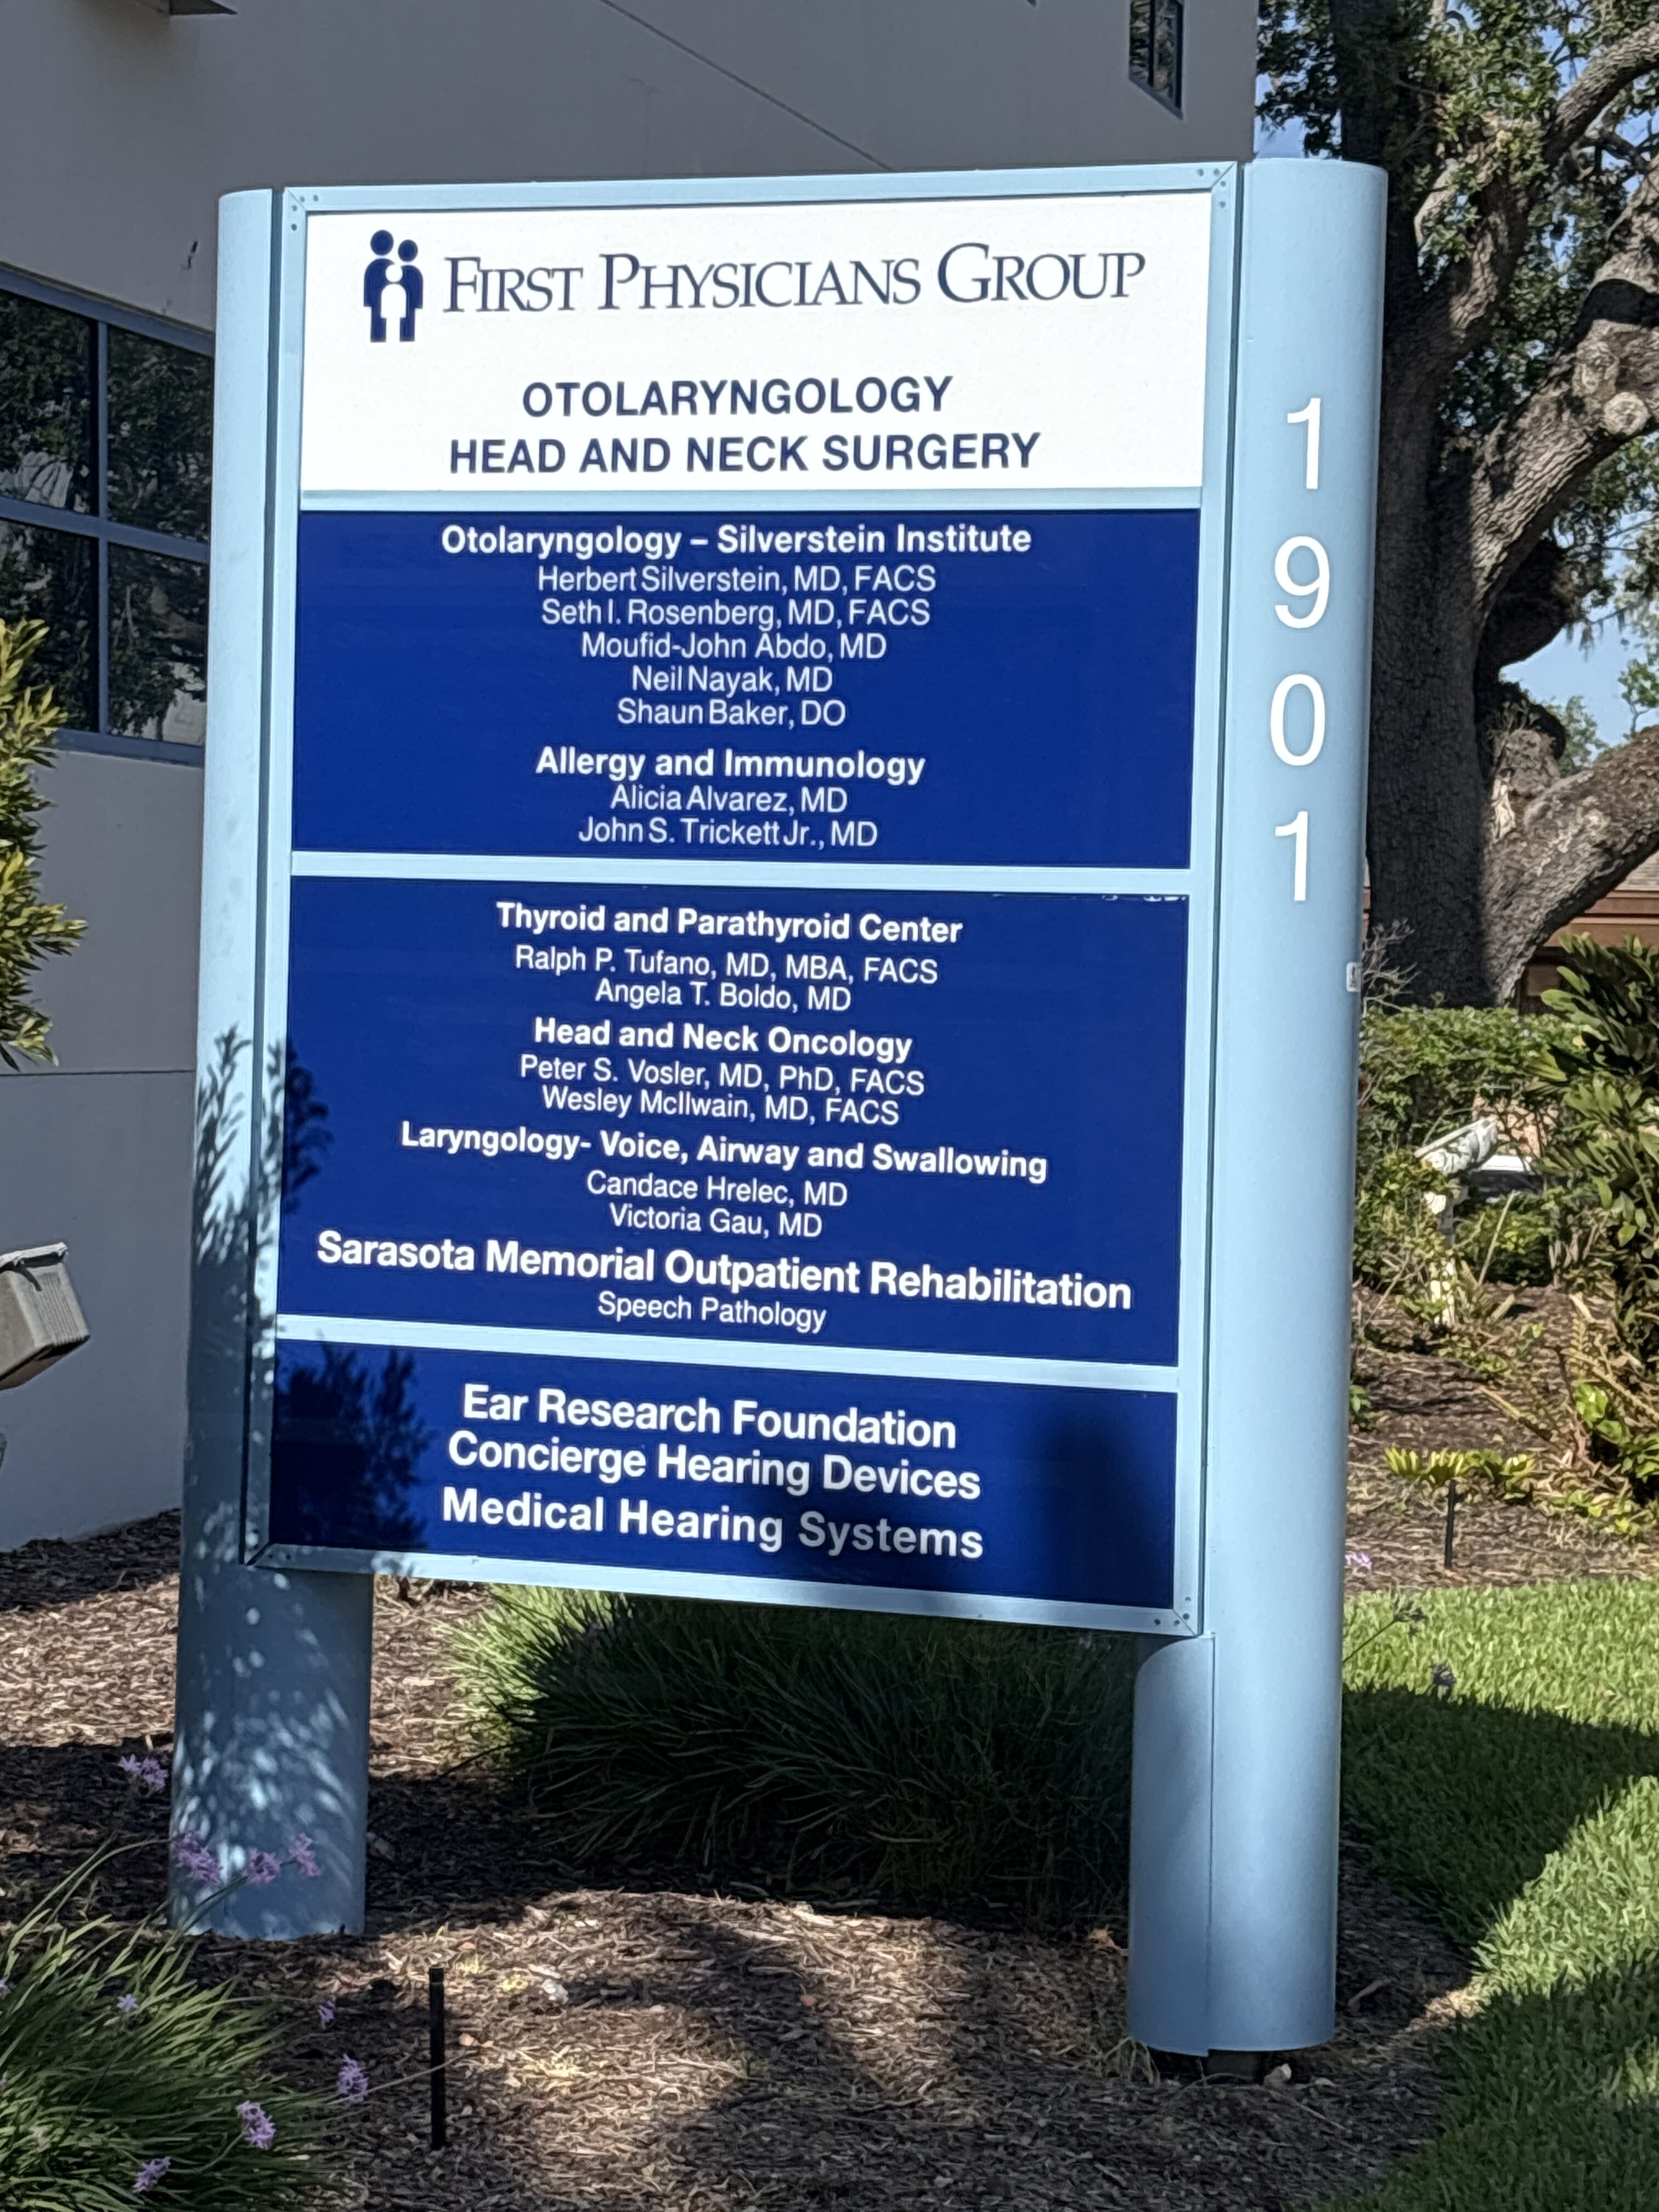 FIRST PHYSICIANS GROUP
OTOLARYNGOLOGY
HEAD AND NECK SURGERY
Otolaryngology – Silverstein Institute
Herbert Silverstein, MD, FACS
Seth I. Rosenberg, MD, FACS
Moufid-John Abdo, MD
Neil Nayak, MD
Shaun Baker, DO
Allergy and Immunology
Alicia Alvarez, MD
John S. Trickett Jr., MD
Thyroid and Parathyroid Center
Ralph P. Tufano, MD, MBA, FACS
Angela T. Boldo, MD
Head and Neck Oncology
Peter S. Vosler, MD, PhD, FACS
Wesley McIlwain, MD, FACS
Laryngology- Voice, Airway and Swallowing
Candace Hrelec, MD
Victoria Gau, MD
Sarasota Memorial Outpatient Rehabilitation
Speech Pathology
Ear Research Foundation
Concierge Hearing Devices
Medical Hearing Systems
1901